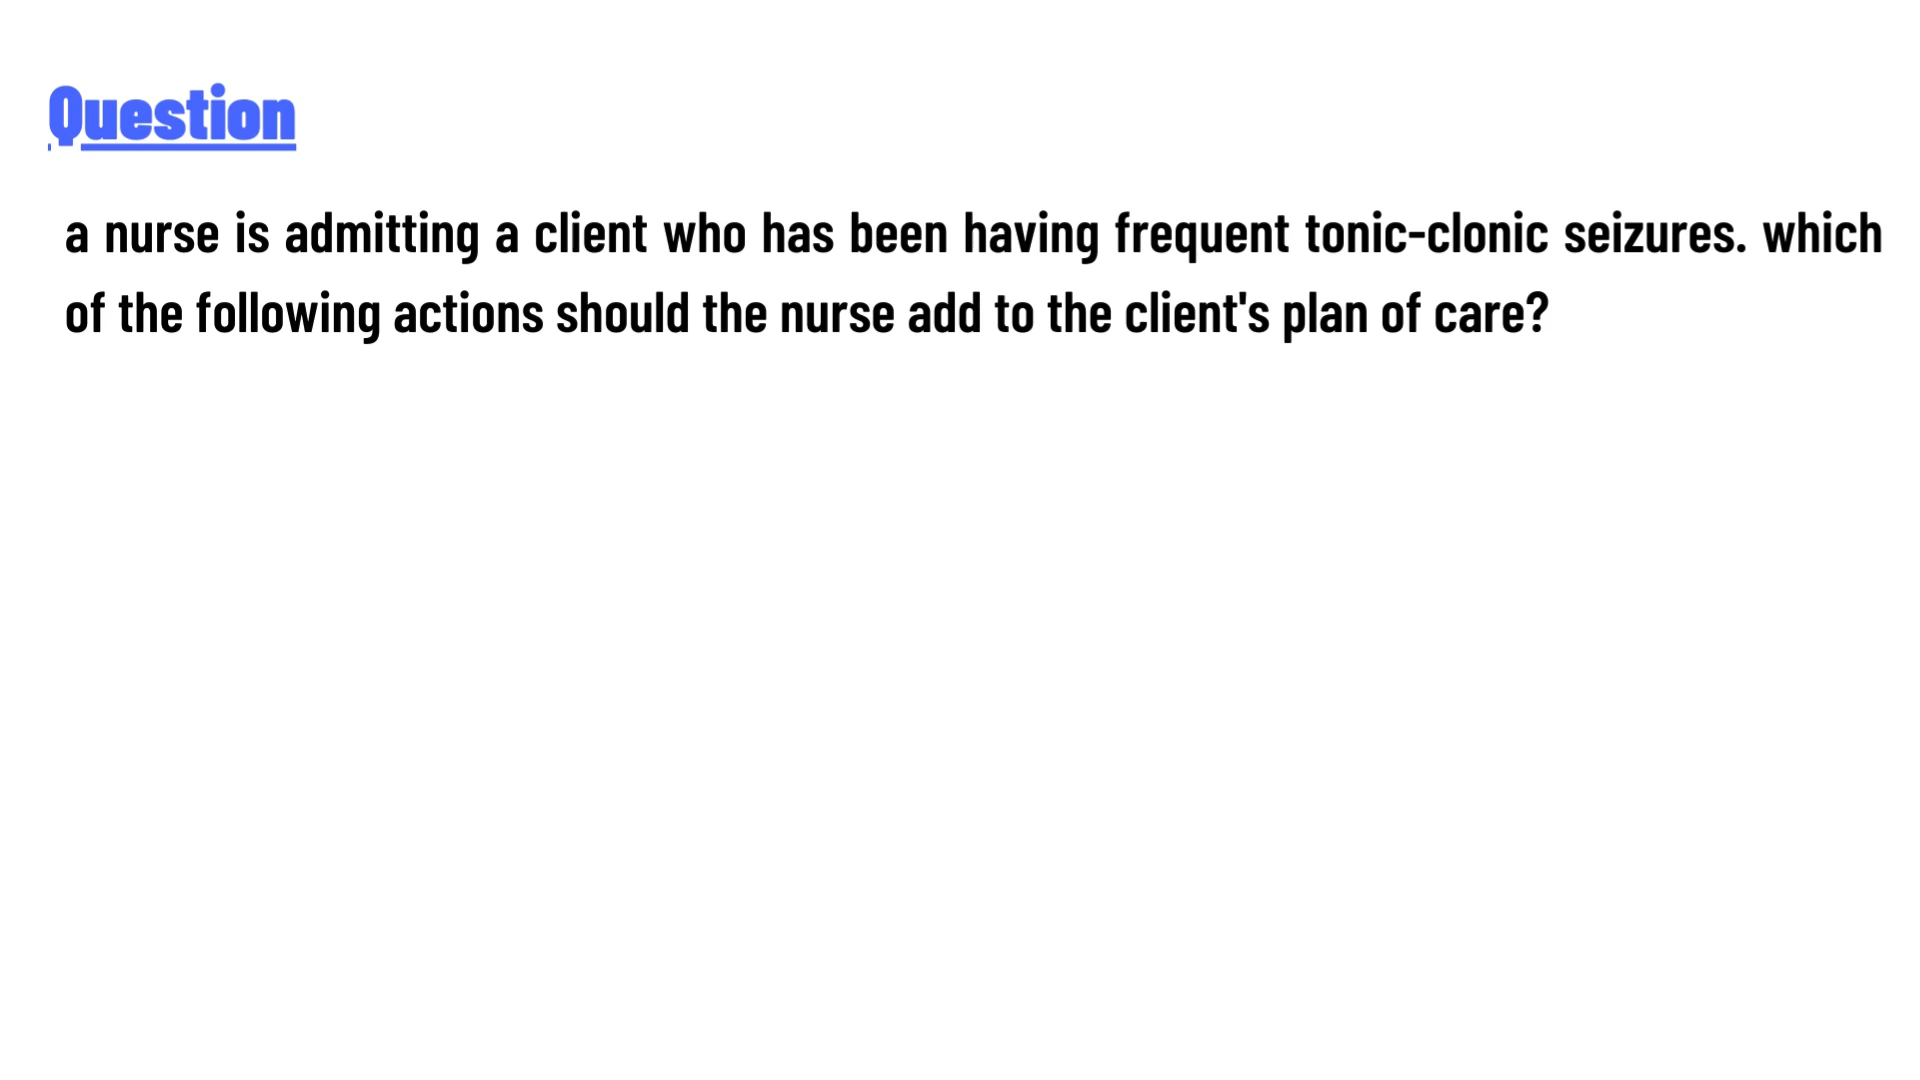 Question
a nurse is admitting a client who has been having frequent tonic-clonic seizures. which
of the following actions should the nurse add to the client's plan of care?